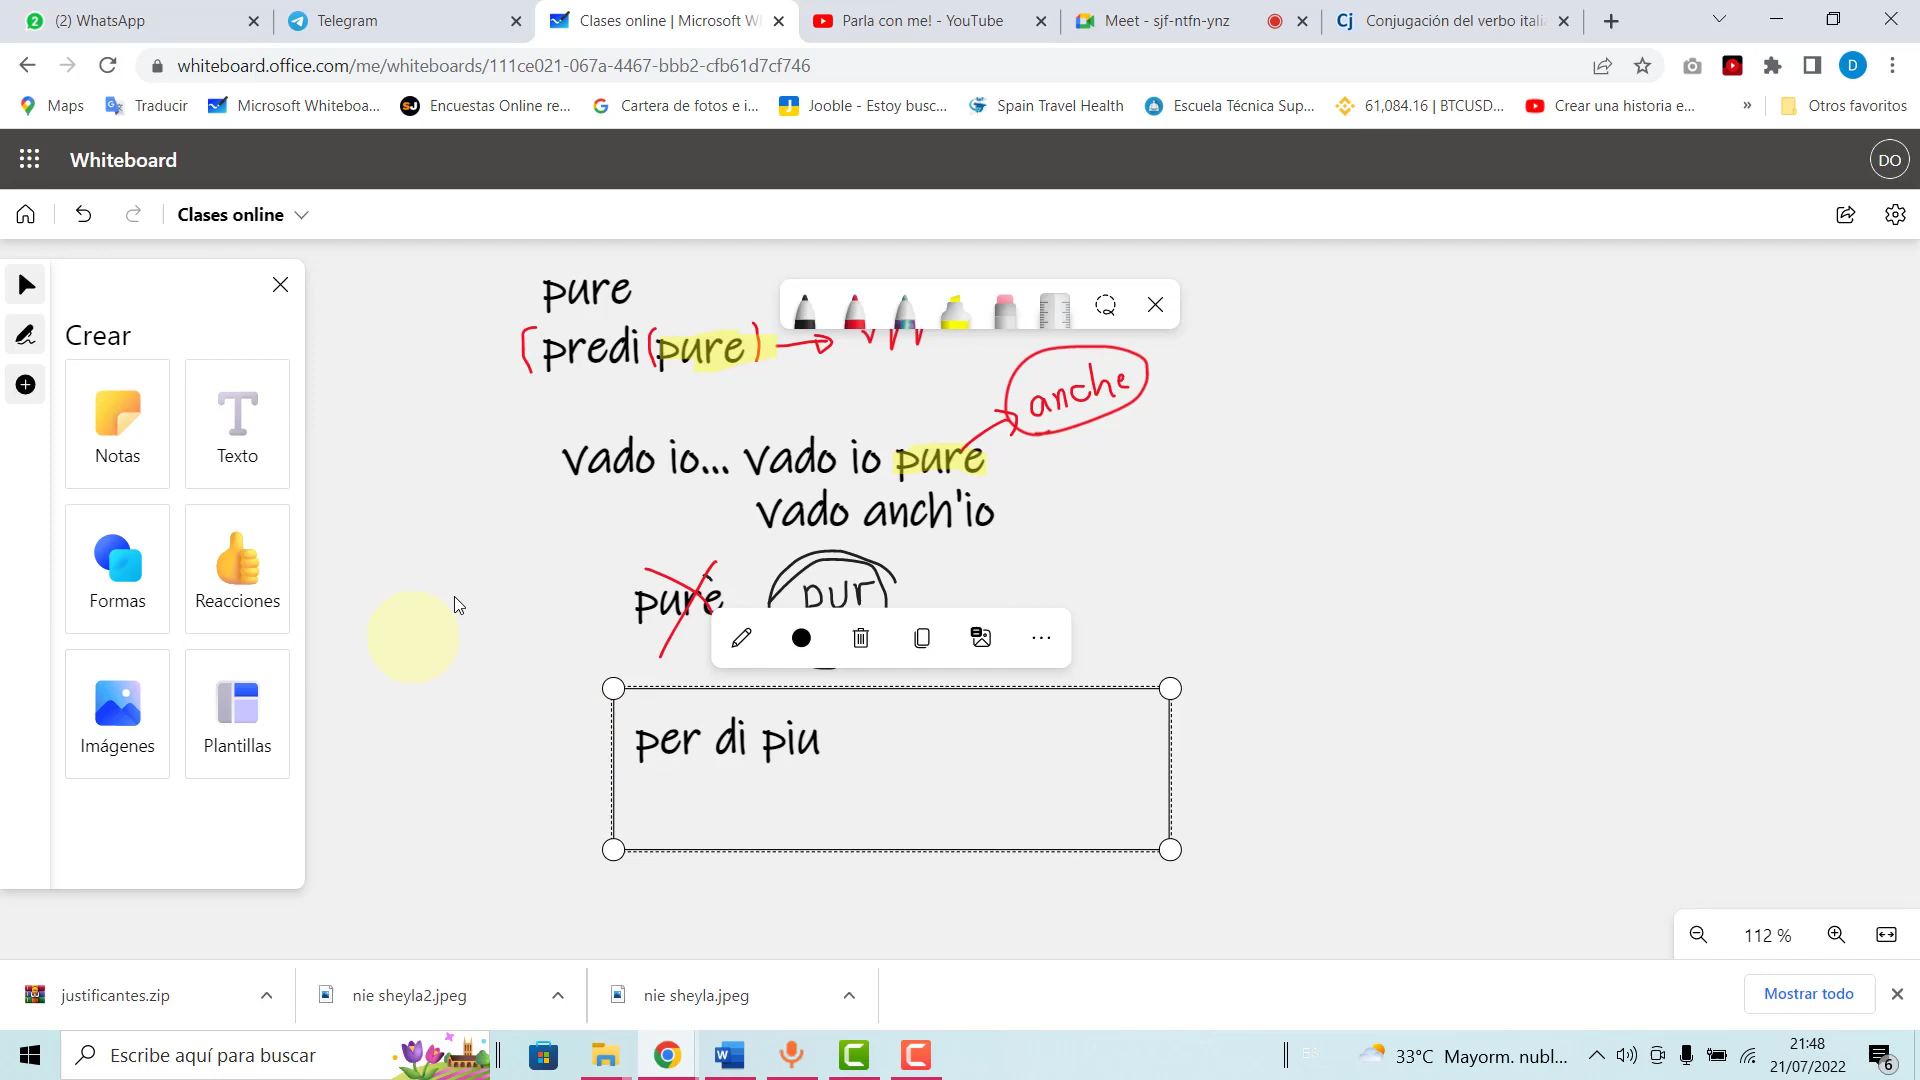 (2) WhatsApp
Telegram
Clases online | Microsoft W
Parla con me! - YouTube
Meet - sjf-ntfn-ynz
Cj Conjugación del verbo itali
whiteboard.office.com/me/whiteboards/111ce021-067a-4467-bbb2-cfb61d7cf746
D
Maps
Traducir
Microsoft Whiteboa...
Encuestas Online re...
Cartera de fotos e i...
Jooble - Estoy busc...
Spain Travel Health
Escuela Técnica Sup...
61,084.16 | BTCUSD...
Crear una historia e...
»
Otros favoritos
Whiteboard
DO
Clases online
Crear
Notas
Texto
Formas
Reacciones
Imágenes
Plantillas
pure
(predi (pure)
anche
vado io... vado io pure
vado anch'io
purè pur
per di piu
112 %
justificantes.zip
nie sheyla2.jpeg
nie sheyla.jpeg
Mostrar todo
Escribe aquí para buscar
33°C Mayorm. nubl...
21:48
21/07/2022
6